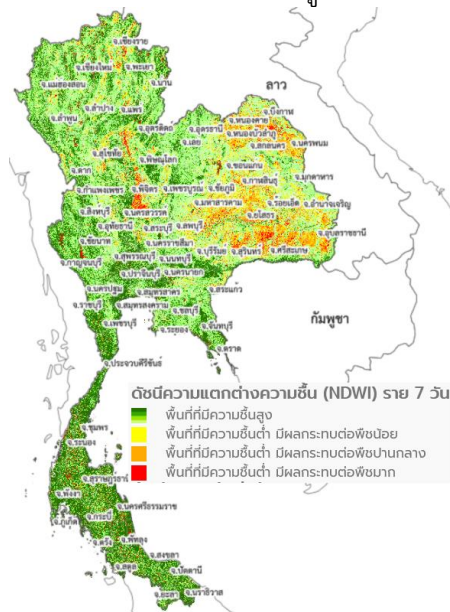 จ.เชียงราย
จ.เชียงใหม่
จ.พะเยา
จ.น่าน
จ.แม่ฮ่องสอน
ลาว
จ.ลำปาง
จ.แพร่
จ.ลำพูน
จ.อุตรดิตถ์
จ.อุดรธานี
จ.หนองคาย
จ.บึงกาฬ
จ.เลย
จ.หนองบัวลำภู
จ.สกลนคร
จ.นครพนม
จ.สุโขทัย
จ.พิษณุโลก
จ.ขอนแก่น
จ.ตาก
จ.กำแพงเพชร
จ.พิจิตร
จ.เพชรบูรณ์
จ.ชัยภูมิ
จ.กาฬสินธุ์
จ.มุกดาหาร
จ.มหาสารคาม
จ.ร้อยเอ็ด
จ.อำนาจเจริญ
จ.สิงห์บุรี
จ.นครสวรรค์
จ.ยโสธร
จ.อุทัยธานี
จ.สระบุรี
จ.ลพบุรี
จ.อุบลราชธานี
จ.ชัยนาท
จ.นครราชสีมา
จ.บุรีรัมย์
จ.สุรินทร์
จ.ศรีสะเกษ
จ.สุพรรณบุรี
จ.นนทบุรี
จ.กาญจนบุรี
จ.ปราจีนบุรี
จ.นครนายก
จ.นครปฐม
จ.สมุทรสาคร
จ.สระแก้ว
จ.ราชบุรี
จ.สมุทรสงคราม
จ.ชลบุรี
กัมพูชา
จ.เพชรบุรี
จ.ระยอง
จ.จันทบุรี
จ.ตราด
จ.ประจวบคีรีขันธ์
ดัชนีความแตกต่างความชื้น (NDWI) ราย 7 วัน
พื้นที่ที่มีความชื้นสูง
พื้นที่ที่มีความชื้นต่ำ มีผลกระทบต่อพืชน้อย
พื้นที่ที่มีความชื้นต่ำ มีผลกระทบต่อพืชปานกลาง
พื้นที่ที่มีความชื้นต่ำ มีผลกระทบต่อพืชมาก
จ.ชุมพร
จ.ระนอง
จ.สุราษฎร์ธานี
จ.พังงา
จ.นครศรีธรรมราช
จ.ภูเก็ต
จ.กระบี่
จ.ตรัง
จ.พัทลุง
จ.สงขลา
จ.สตูล
จ.ปัตตานี
จ.ยะลา
จ.นราธิวาส